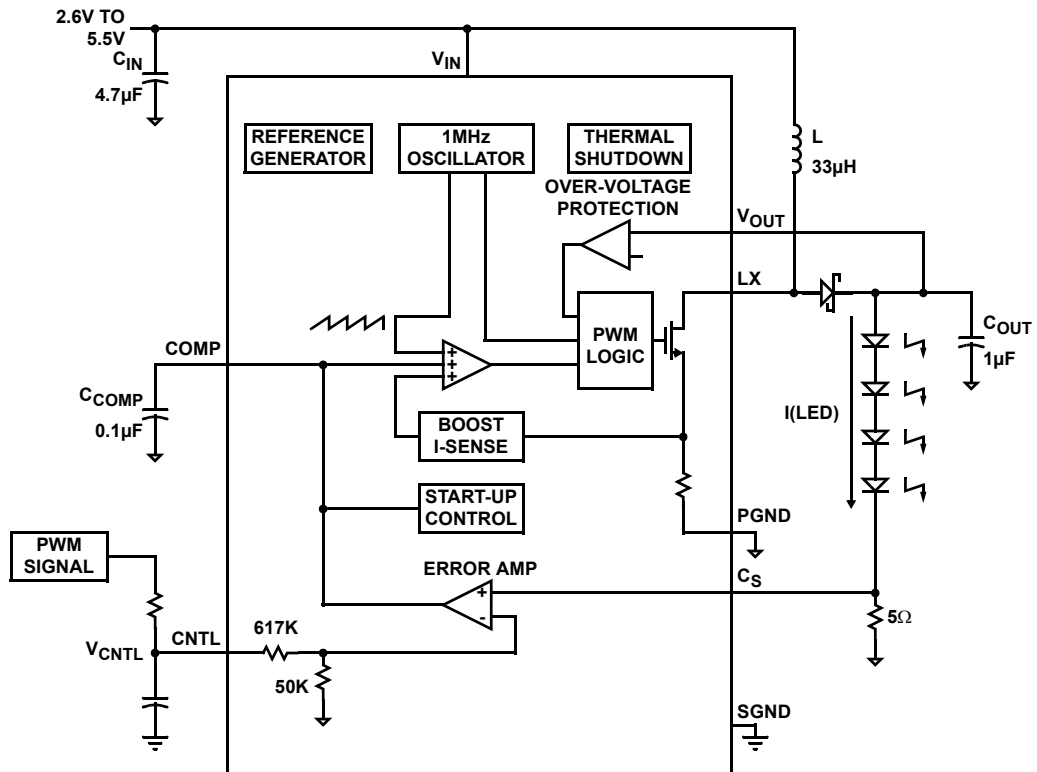 2.6V TO
5.5V
CIN
4.7µF
VIN
REFERENCE
GENERATOR
1MHz
OSCILLATOR
THERMAL
SHUTDOWN
L
33µH
OVER-VOLTAGE
PROTECTION
VOUT
LX
PWM
LOGIC
COUT
1µF
COMP
+
+
+
CCOMP
0.1µF
BOOST
I-SENSE
I(LED)
START-UP
CONTROL
PGND
PWM
SIGNAL
ERROR AMP
CS
+
-
5Ω
617K
CNTL
VCNTL
50K
SGND